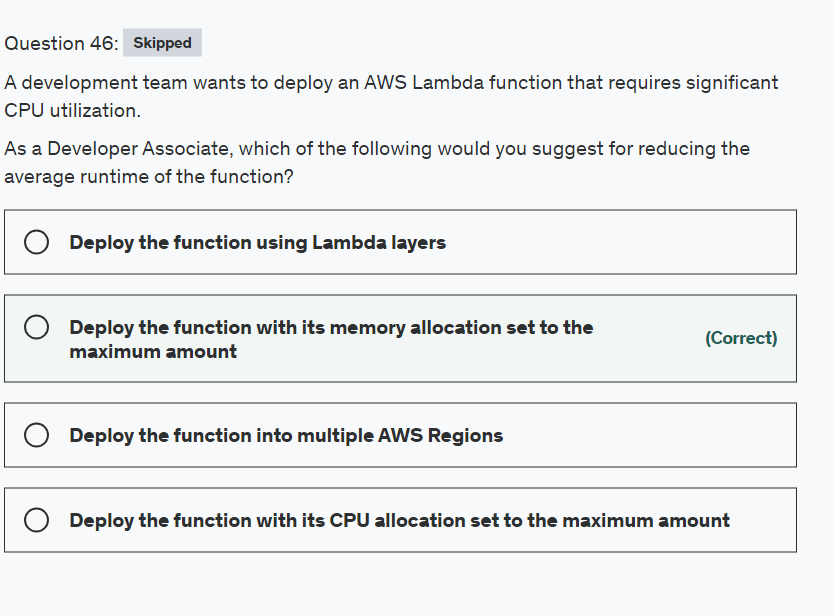 Question 46: Skipped
A development team wants to deploy an AWS Lambda function that requires significant
CPU utilization.
As a Developer Associate, which of the following would you suggest for reducing the
average runtime of the function?
Deploy the function using Lambda layers
Deploy the function with its memory allocation set to the
maximum amount
(Correct)
Deploy the function into multiple AWS Regions
Deploy the function with its CPU allocation set to the maximum amount